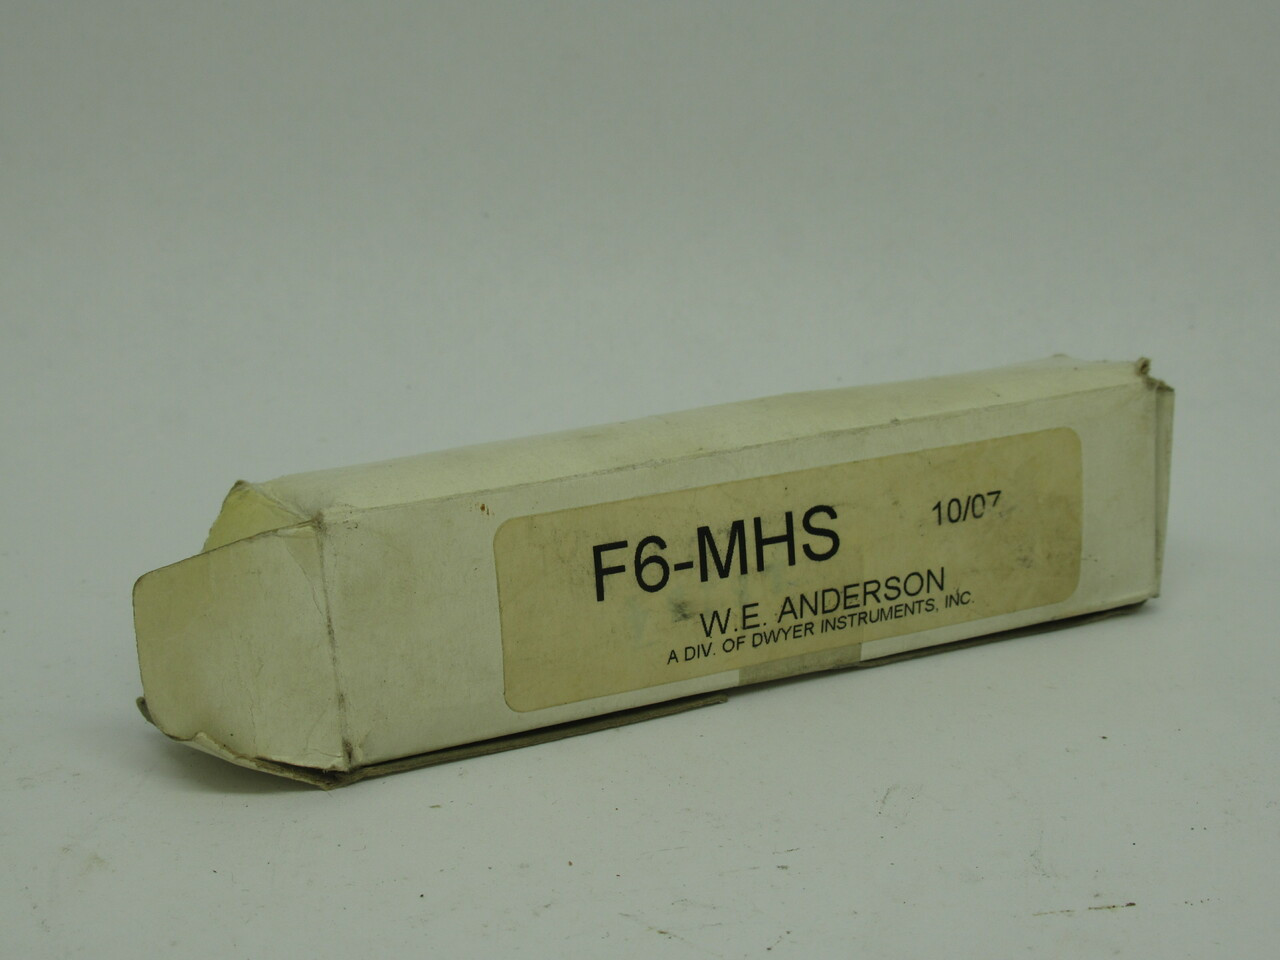 F6-MHS
10/07
W.E. ANDERSON
A DIV. OF DWYER INSTRUMENTS, INC.